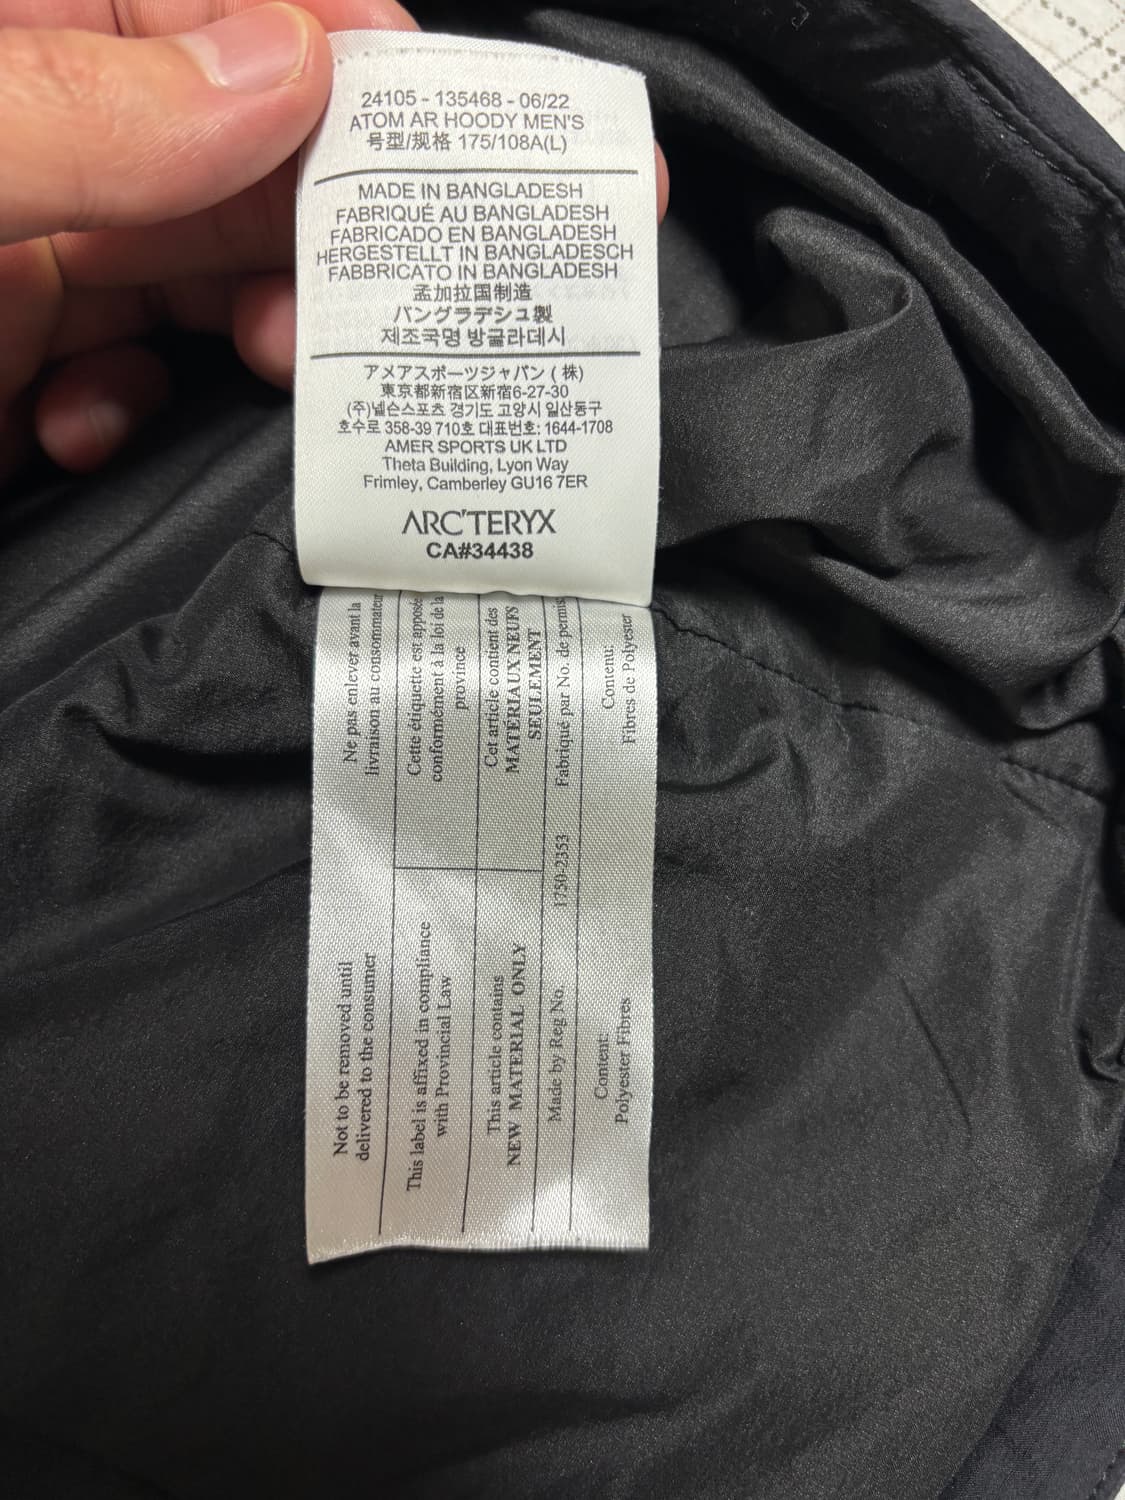 24105 - 135468 - 06/22
ATOM AR HOODY MEN'S
号型/规格 175/108A(L)
MADE IN BANGLADESH
FABRIQUÉ AU BANGLADESH
FABRICADO EN BANGLADESH
HERGESTELLT IN BANGLADESCH
FABBRICATO IN BANGLADESH
孟加拉国制造
バングラデシュ製
제조국명 방글라데시
アメアスポーツジャパン (株)
東京都新宿区新宿6-27-30
(주)넬슨스포츠 경기도 고양시 일산동구
호수로 358-39 710호 대표번호: 1644-1708
AMER SPORTS UK LTD
Theta Building, Lyon Way
Frimley, Camberley GU16 7ER
ARC'TERYX
CA#34438
Ne pas enlever avant la
livraison au consommateur
Cette étiquette est apposée
conformément à la loi de la
province
Cet article contient des
MATERIAUX NEUFS
SEULEMENT
Fabriqué par No. de permis
Contenu:
Fibres de Polyester
1750-2353
Not to be removed until
delivered to the consumer
This label is affixed in compliance
with Provincial Law
This article contains
NEW MATERIAL ONLY
Made by Reg No.
Content:
Polyester Fibres